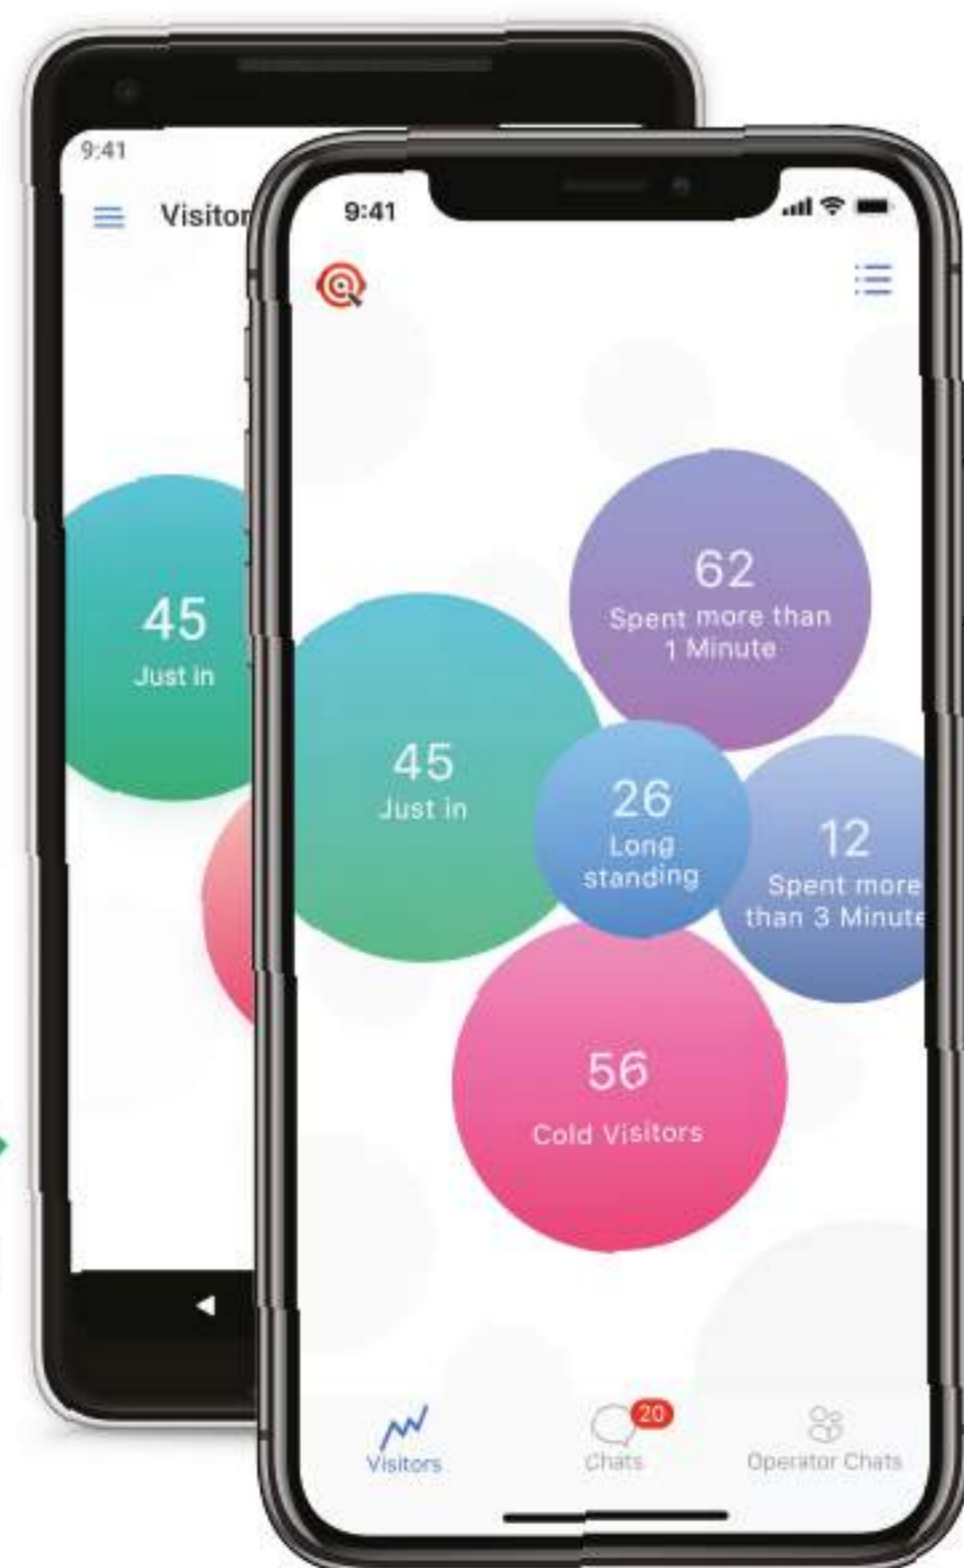 9:41
Visitor
45
Just in
9:41
62
Spent more than
1 Minute
45
Just in
26
Long
standing
12
Spent more
than 3 Minute
56
Cold Visitors
20
Visitors
Chats
Operator Chats